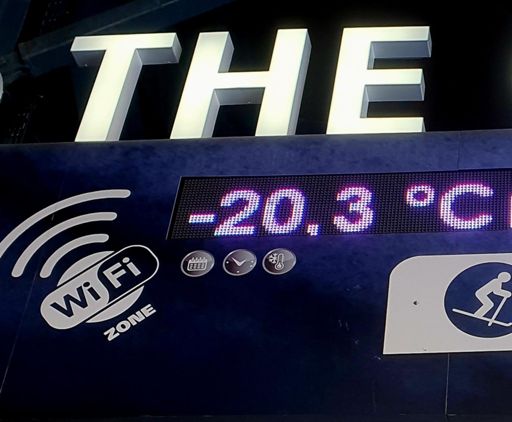 THE
-20,3 °C
WiFi
ZONE